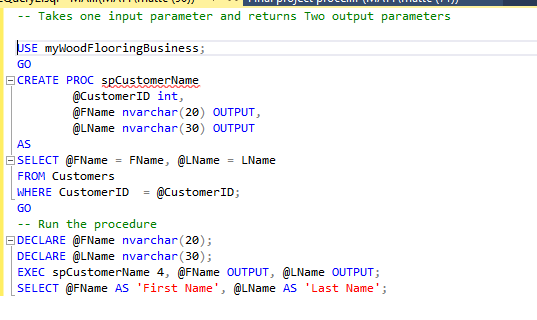 -- Takes one input parameter and returns Two output parameters
USE myWoodFlooringBusiness;
GO
CREATE PROC spCustomerName
@CustomerID int,
@FName nvarchar(20) OUTPUT,
@LName nvarchar(30) OUTPUT
AS
SELECT @FName = FName, @LName = LName
FROM Customers
WHERE CustomerID  = @CustomerID;
GO
-- Run the procedure
DECLARE @FName nvarchar(20);
DECLARE @LName nvarchar(30);
EXEC spCustomerName 4, @FName OUTPUT, @LName OUTPUT;
SELECT @FName AS 'First Name', @LName AS 'Last Name';